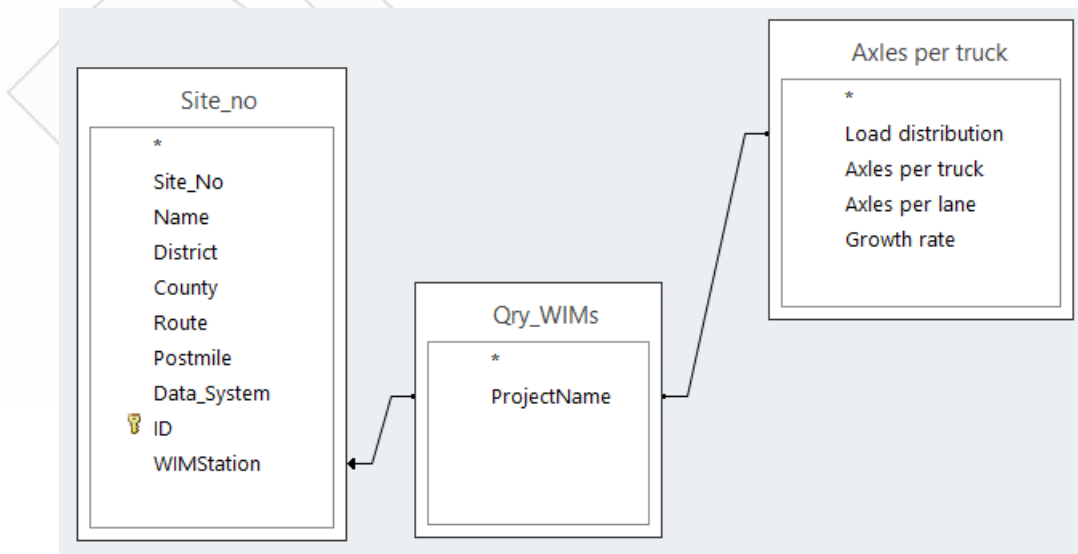 Site_no
*
Site_No
Name
District
County
Route
Postmile
Data_System
ID
WIMStation
Qry_WIMs
*
ProjectName
Axles per truck
*
Load distribution
Axles per truck
Axles per lane
Growth rate